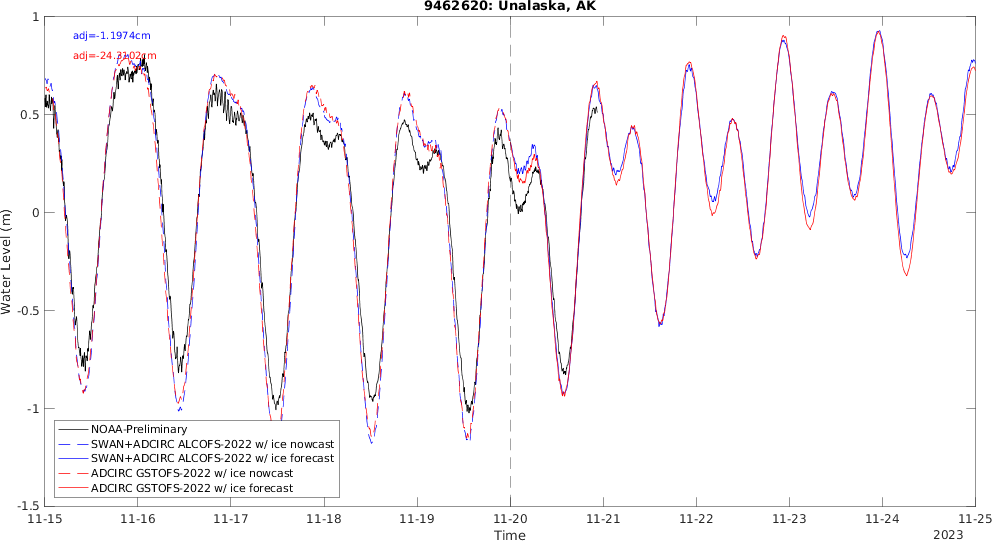 9462620: Unalaska, AK
adj=-1.1974cm
adj=-24.3102cm
Water Level (m)
1
0.5
0
-0.5
-1
-1.5
NOAA-Preliminary
SWAN+ADCIRC ALCOFS-2022 w/ ice nowcast
SWAN+ADCIRC ALCOFS-2022 w/ ice forecast
ADCIRC GSTOFS-2022 w/ ice nowcast
ADCIRC GSTOFS-2022 w/ ice forecast
11-15 11-16 11-17 11-18 11-19 11-20 11-21 11-22 11-23 11-24 11-25
Time
2023